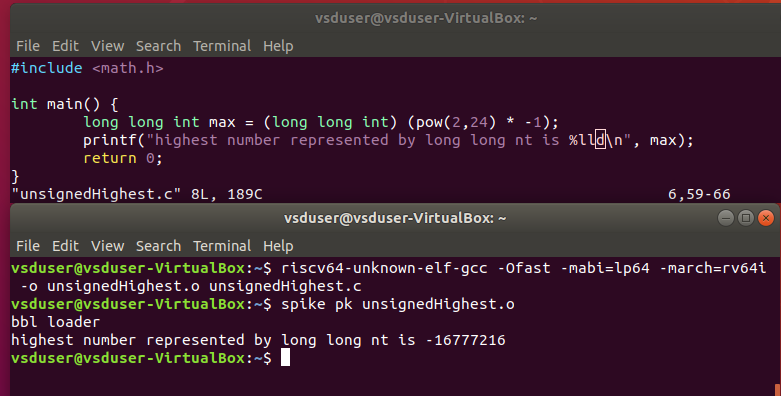 vsduser@vsduser-VirtualBox: ~
File Edit View Search Terminal Help
#include <math.h>
int main() {
        long long int max = (long long int) (pow(2,24) * -1);
        printf("highest number represented by long long nt is %lld\n", max);
        return 0;
}
"unsignedHighest.c" 8L, 189C 6,59-66
vsduser@vsduser-VirtualBox: ~
File Edit View Search Terminal Help
vsduser@vsduser-VirtualBox:~$ riscv64-unknown-elf-gcc -Ofast -mabi=lp64 -march=rv64i
 -o unsignedHighest.o unsignedHighest.c
vsduser@vsduser-VirtualBox:~$ spike pk unsignedHighest.o
bbl loader
highest number represented by long long nt is -16777216
vsduser@vsduser-VirtualBox:~$